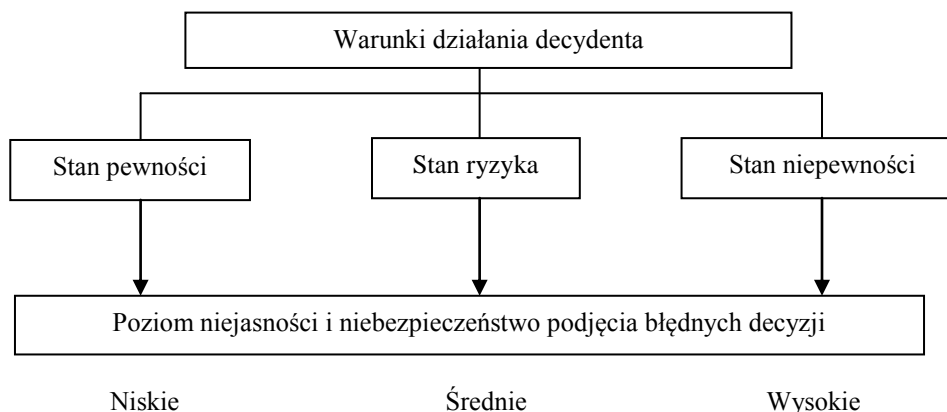 Warunki działania decydenta
Stan pewności
Stan ryzyka
Stan niepewności
Poziom niejasności i niebezpieczeństwo podjęcia błędnych decyzji
Niskie
Średnie
Wysokie